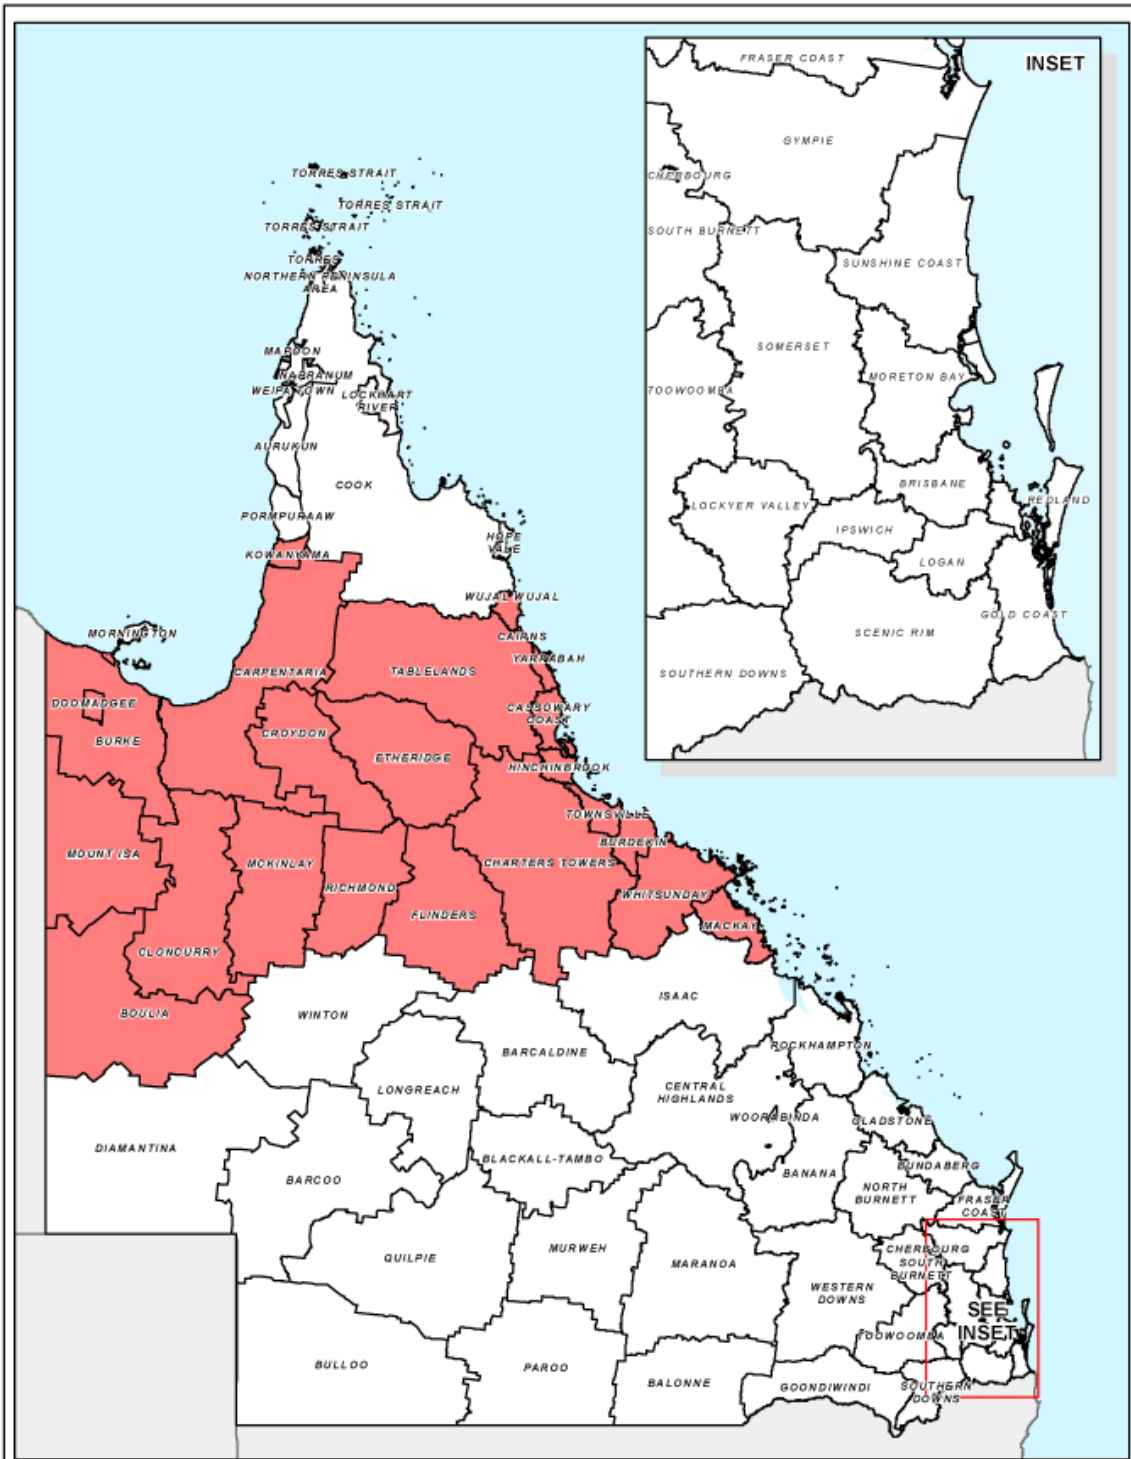 INSET
FRASER COAST
GYMPIE
CHERBOURG
SOUTH BURNETT
SUNSHINE COAST
SOMERSET
MORETON BAY
TOOWOOMBA
BRISBANE
REDLAND
LOCKYER VALLEY
IPSWICH
LOGAN
GOLD COAST
SCENIC RIM
SOUTHERN DOWNS
TORRES STRAIT
TORRES STRAIT
TORRES STRAIT
TORRES
NORTHERN PENINSULA
AREA
MAPOON
NAPRANUM
WEIPA TOWN
LOCKHART
RIVER
AURUKUN
COOK
PORMPURAAW
HOPE
VALE
KOWANYAMA
WUJAL WUJAL
MORNINGTON
CAIRNS
YARRABAH
CARPENTARIA
TABLELANDS
DOOMADGEE
CASSOWARY
COAST
BURKE
CROYDON
ETHERIDGE
HINCHINBROOK
TOWNSVILLE
BURDEKIN
MOUNT ISA
MCKINLAY
CHARTERS TOWERS
RICHMOND
WHITSUNDAY
FLINDERS
MACKAY
CLONCURRY
ISAAC
BOULIA
WINTON
ROCKHAMPTON
BARCALDINE
LONGREACH
CENTRAL
HIGHLANDS
WOORABINDA
GLADSTONE
DIAMANTINA
BLACKALL-TAMBO
BUNDABERG
BARCOO
BANANA
NORTH
BURNETT
FRASER
COAST
QUILPIE
MURWEH
CHERBOURG
SOUTH
BURNETT
MARANOA
WESTERN
DOWNS
SEE
INSET
TOOWOOMBA
BULLOO
PAROO
BALONNE
GOONDIWINDI
SOUTHERN
DOWNS